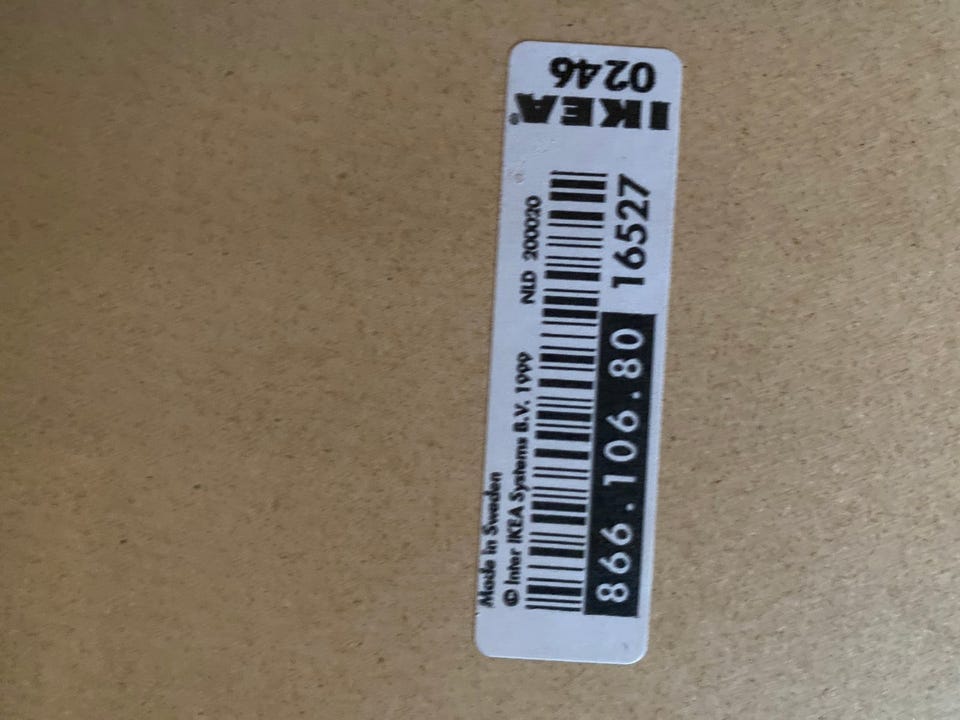 Made in Sweden
© Inter IKEA Systems B.V. 1999 NLD 200020
866.106.80 16527
IKEA®
0246